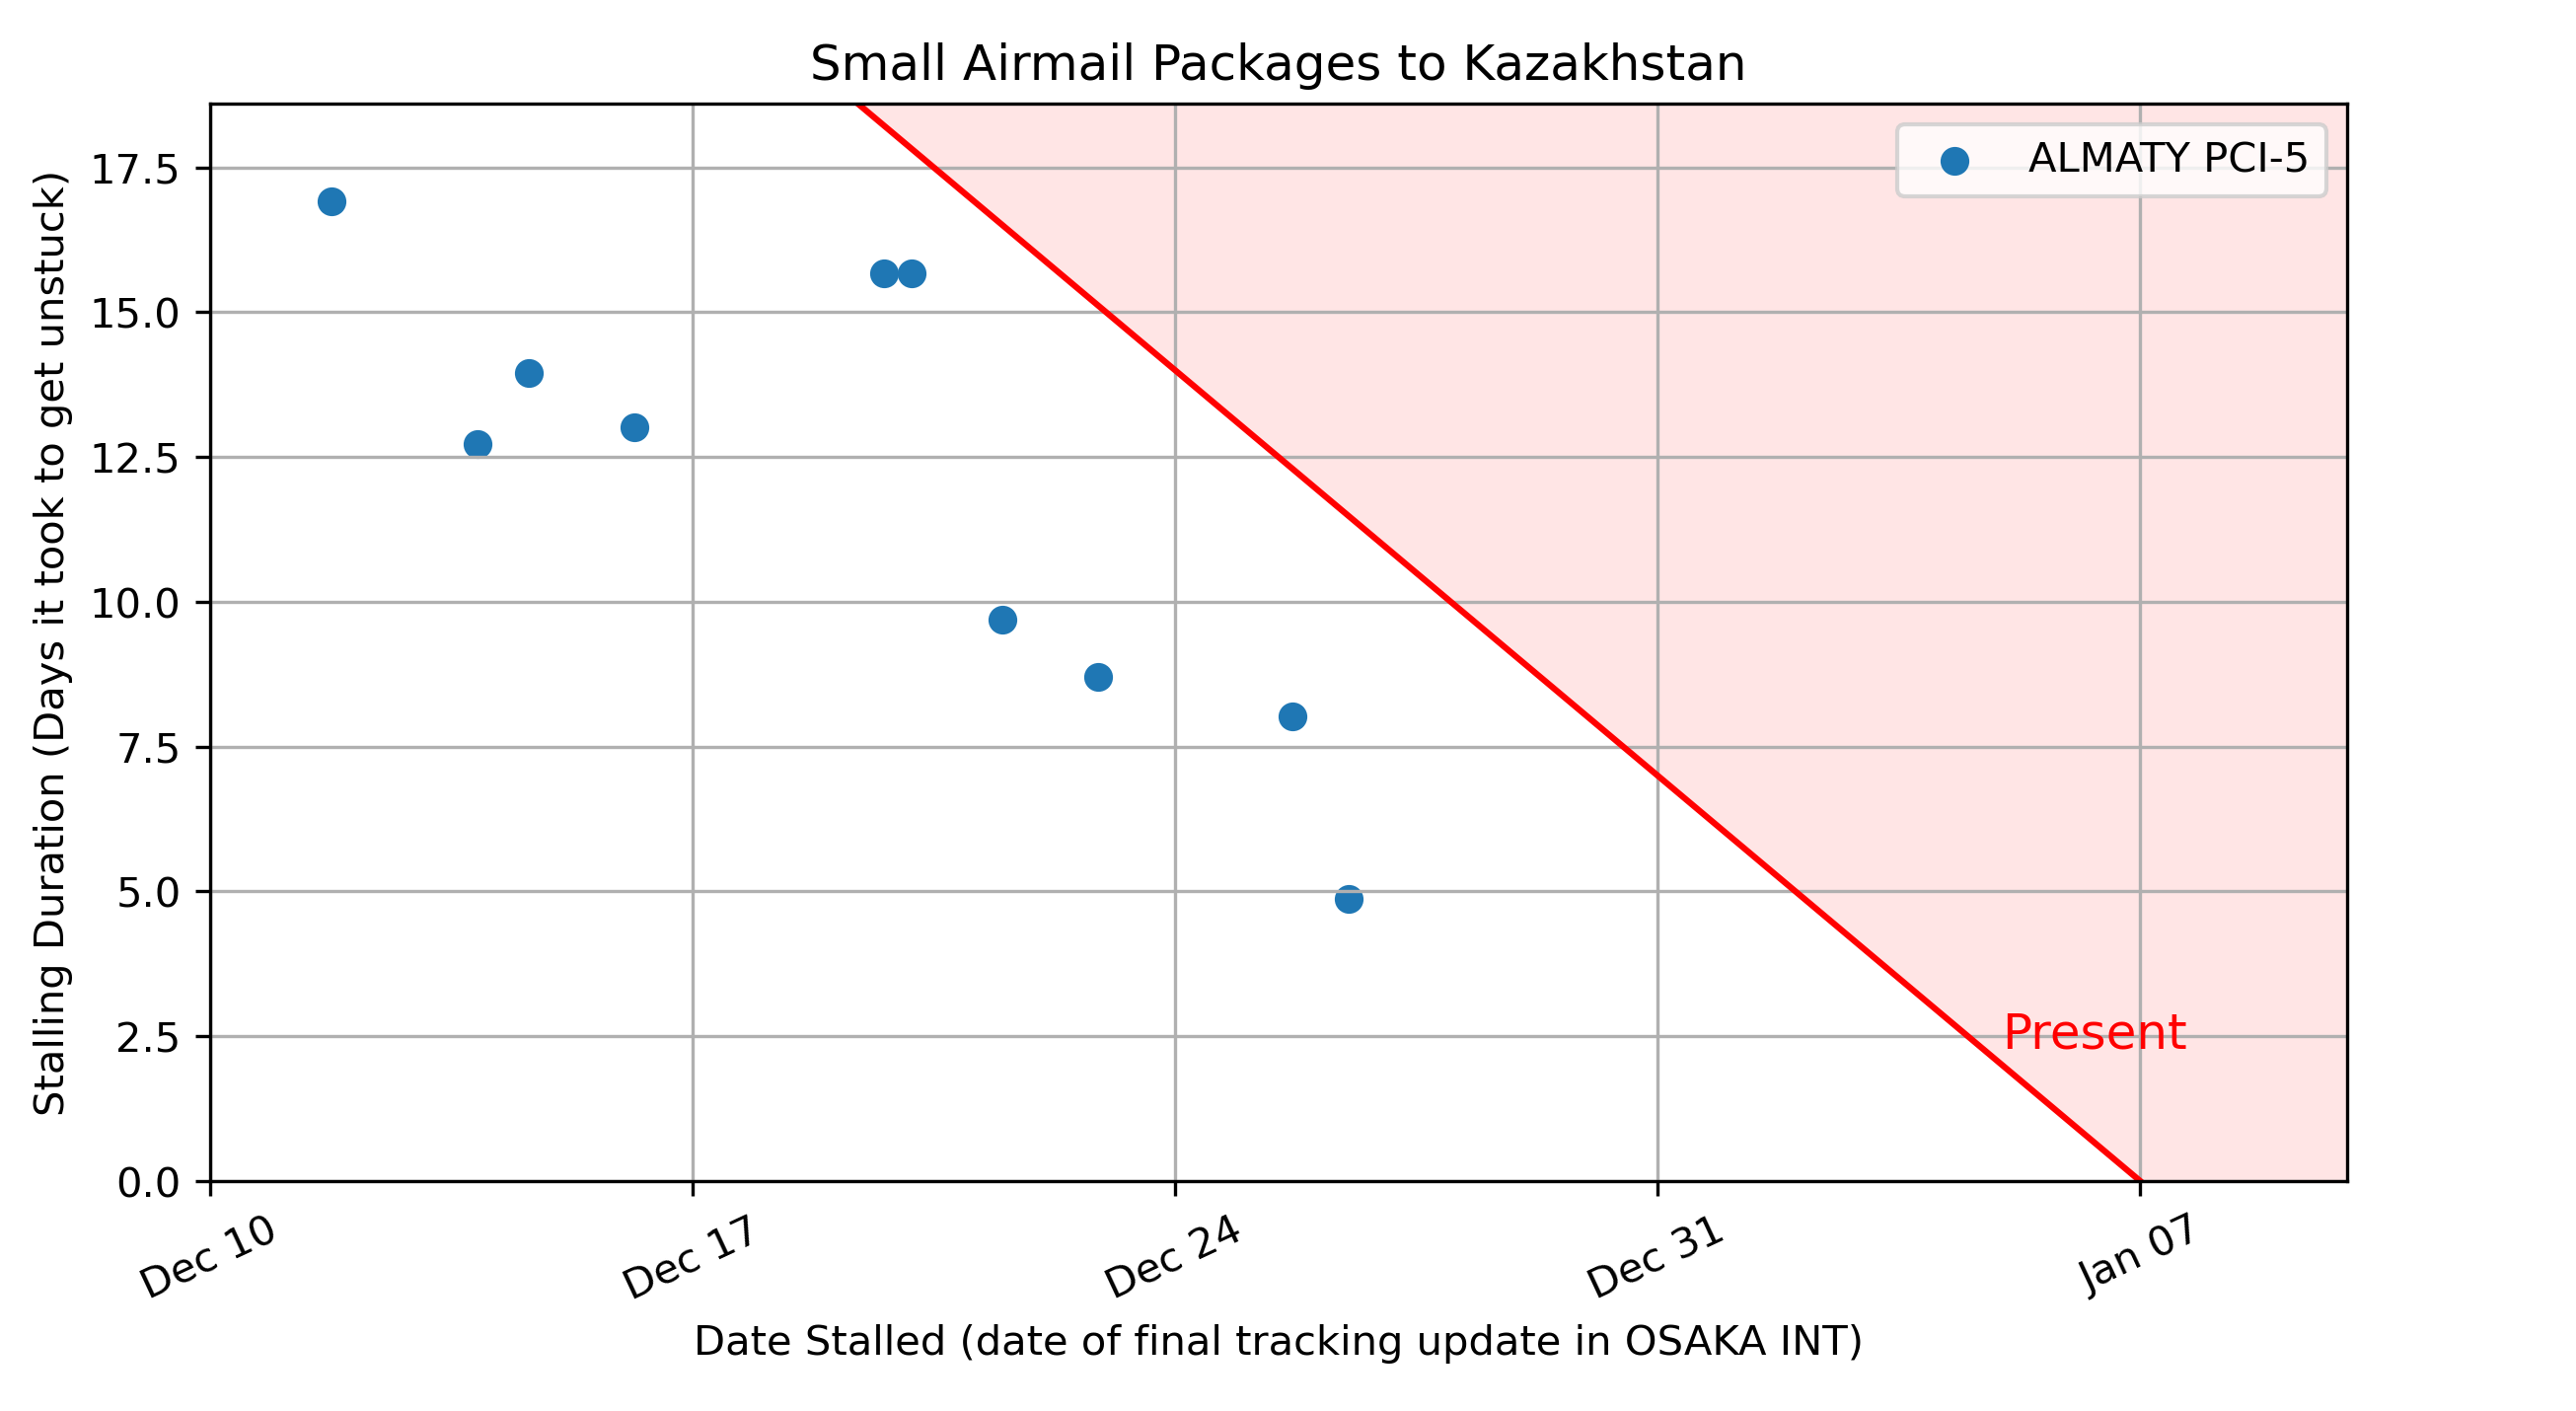 Small Airmail Packages to Kazakhstan
ALMATY PCI-5
Stalling Duration (Days it took to get unstuck)
17.5
15.0
12.5
10.0
7.5
5.0
2.5
0.0
Present
Dec 10
Dec 17
Dec 24
Dec 31
Jan 07
Date Stalled (date of final tracking update in OSAKA INT)